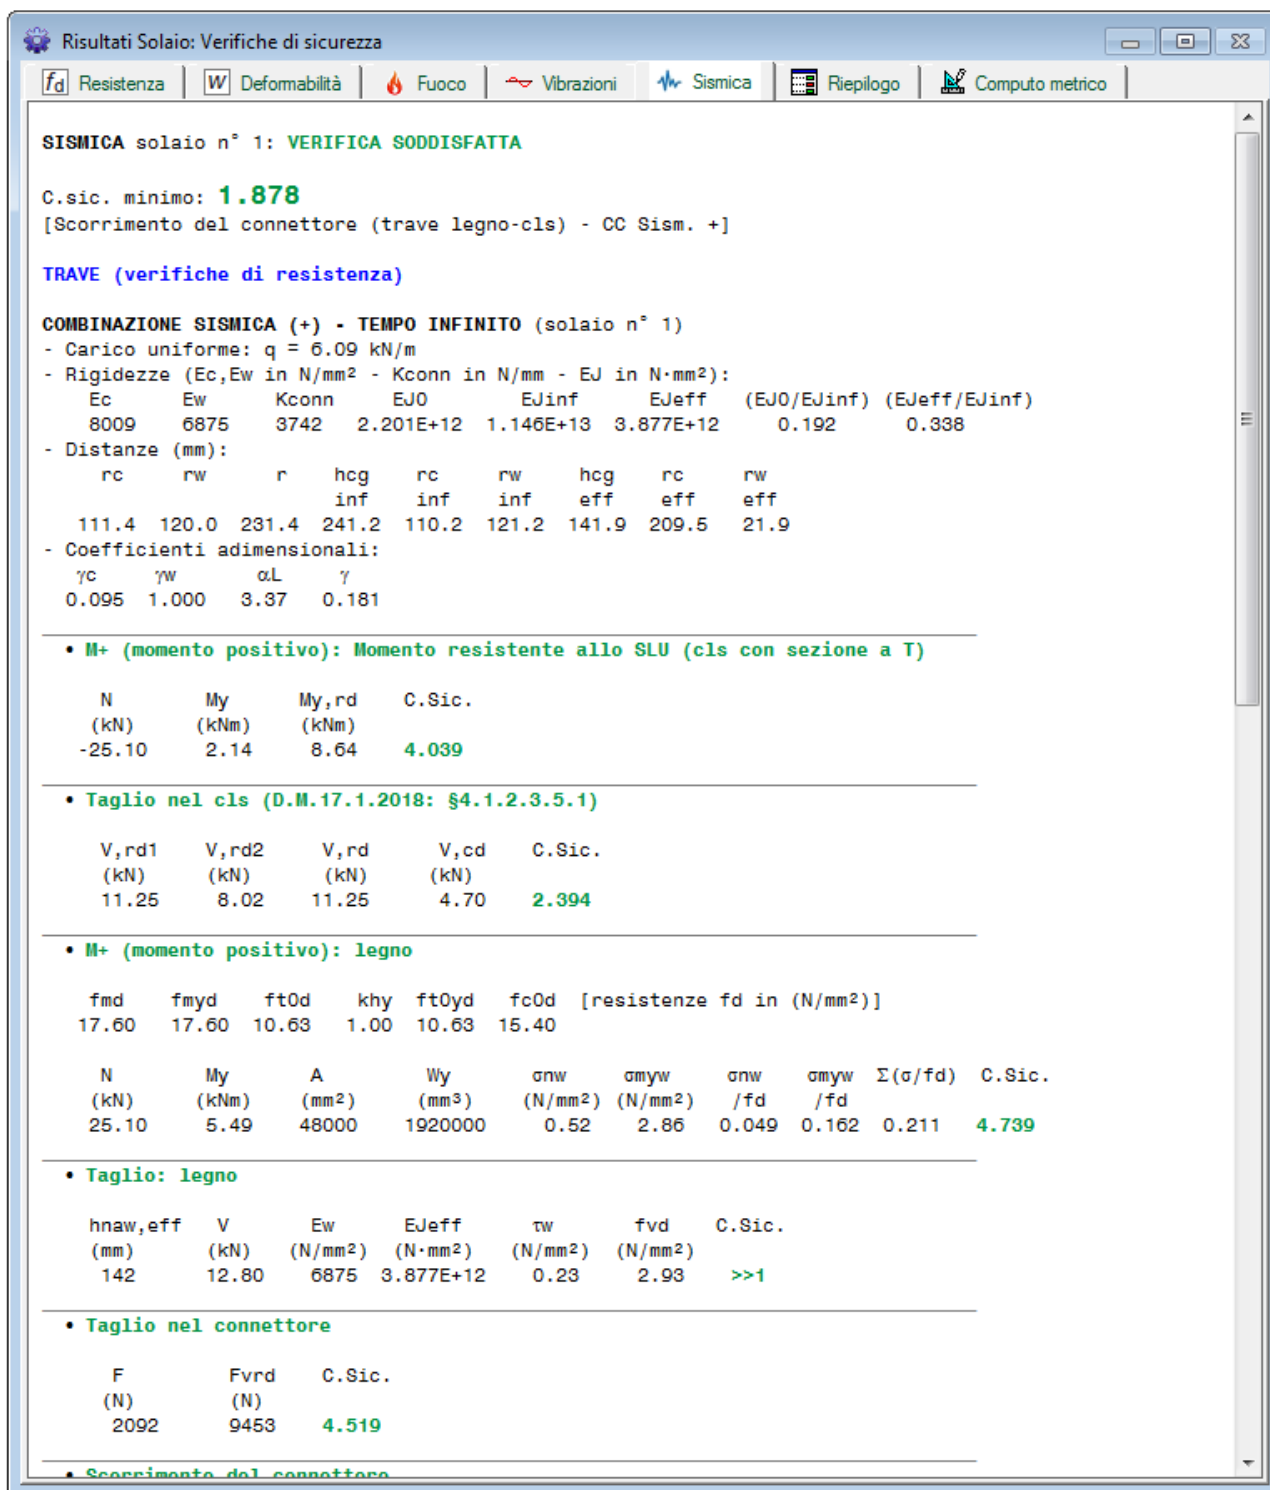 Risultati Solaio: Verifiche di sicurezza
fd Resistenza W Deformabilità Fuoco Vibrazioni Sismica Riepilogo Computo metrico
SISMICA solaio n° 1: VERIFICA SODDISFATTA
C.sic. minimo: 1.878
[Scorrimento del connettore (trave legno-cls) - CC Sism. +]
TRAVE (verifiche di resistenza)
COMBINAZIONE SISMICA (+) - TEMPO INFINITO (solaio n° 1)
- Carico uniforme: q = 6.09 kN/m
- Rigidezze (Ec,Ew in N/mm² - Kconn in N/mm - EJ in N·mm²):
Ec Ew Kconn EJ0 EJinf EJeff (EJ0/EJinf) (EJeff/EJinf)
8009 6875 3742 2.201E+12 1.146E+13 3.877E+12 0.192 0.338
- Distanze (mm):
rc rw r hcg rc rw hcg rc rw
inf inf inf eff eff eff
111.4 120.0 231.4 241.2 110.2 121.2 141.9 209.5 21.9
- Coefficienti adimensionali:
γc γw αL γ
0.095 1.000 3.37 0.181
• M+ (momento positivo): Momento resistente allo SLU (cls con sezione a T)
N My My,rd C.Sic.
(kN) (kNm) (kNm)
-25.10 2.14 8.64 4.039
• Taglio nel cls (D.M.17.1.2018: §4.1.2.3.5.1)
V,rd1 V,rd2 V,rd V,cd C.Sic.
(kN) (kN) (kN) (kN)
11.25 8.02 11.25 4.70 2.394
• M+ (momento positivo): legno
fmd fmyd ft0d khy ft0yd fc0d [resistenze fd in (N/mm²)]
17.60 17.60 10.63 1.00 10.63 15.40
N My A Wy σnw σmyw σnw σmyw Σ(σ/fd) C.Sic.
(kN) (kNm) (mm²) (mm³) (N/mm²) (N/mm²) /fd /fd
25.10 5.49 48000 1920000 0.52 2.86 0.049 0.162 0.211 4.739
• Taglio: legno
hnaw,eff V Ew EJeff τw fvd C.Sic.
(mm) (kN) (N/mm²) (N·mm²) (N/mm²) (N/mm²)
142 12.80 6875 3.877E+12 0.23 2.93 >>1
• Taglio nel connettore
F Fvrd C.Sic.
(N) (N)
2092 9453 4.519
• Scorrimento del connettore